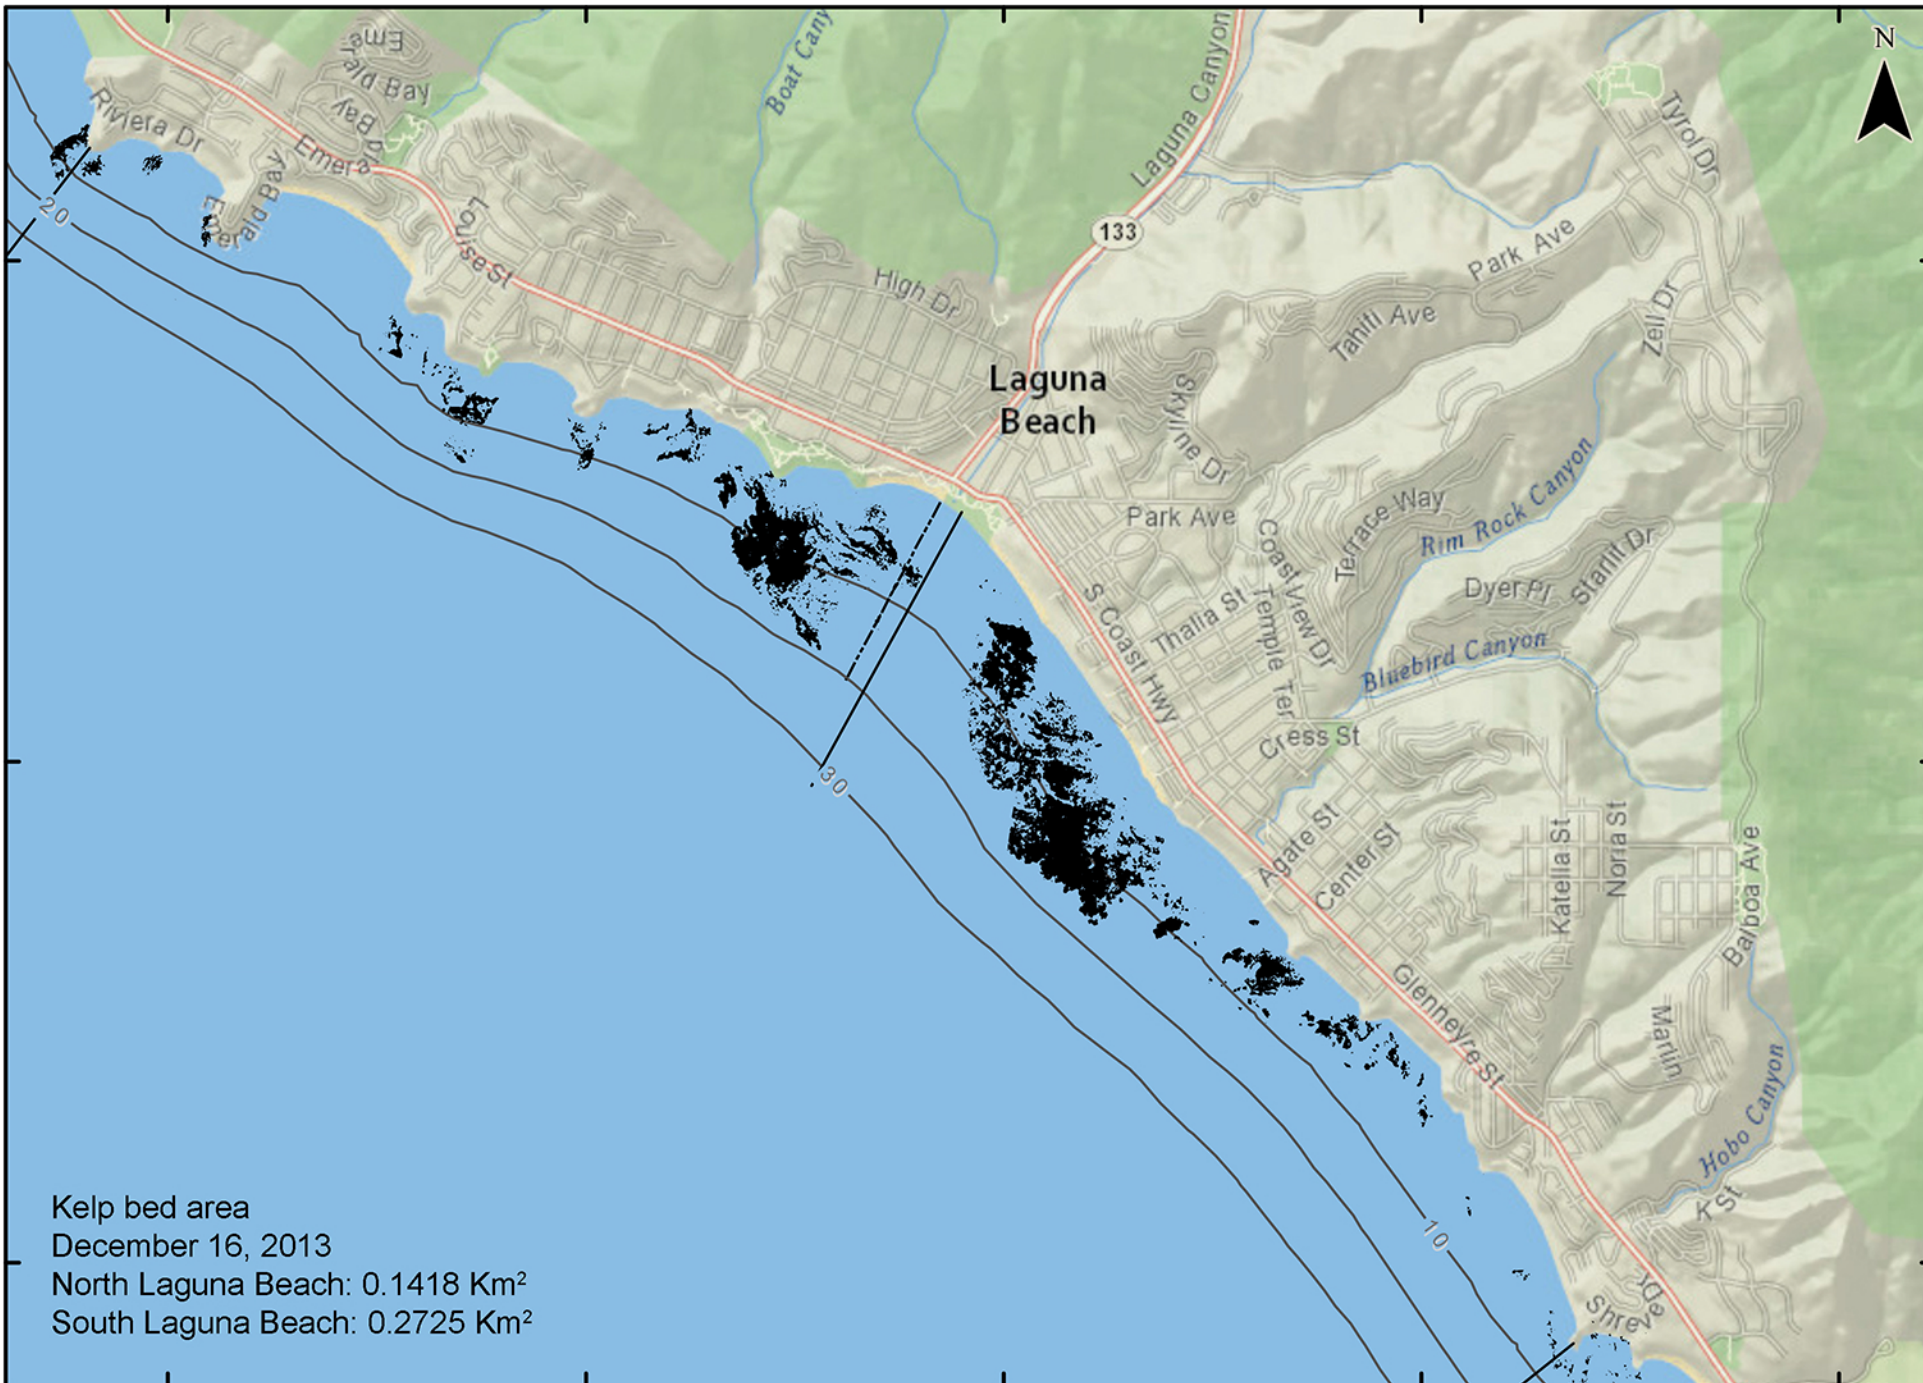 N
Eme
Emerald Bay
Boat Cany
Laguna Canyon
Riviera Dr
Emerald Bay
Tyrol Dr
20
Emerald Bay
Louise St
133
Park Ave
High Dr
Tahiti Ave
Zell Dr
Laguna
Beach
Skyline Dr
Park Ave
Terrace Way
Rim Rock Canyon
Coast View Dr
Dyer Pl
Starlit Dr
S Coast Hwy
Thalia St
Temple Ter
Bluebird Canyon
Cress St
30
Agate St
Center St
Katella St
Noria St
Balboa Ave
Glenneyre St
Marlin
Hobo Canyon
K St
10
Shreve Dr
Kelp bed area
December 16, 2013
North Laguna Beach: 0.1418 Km²
South Laguna Beach: 0.2725 Km²